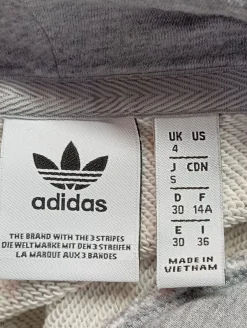 adidas
THE BRAND WITH THE 3 STRIPES
DIE WELTMARKE MIT DEN 3 STREIFEN
LA MARQUE AUX 3 BANDES
UK US
4
J CDN
S
D F
30 14A
E I
30 36
MADE IN
VIETNAM